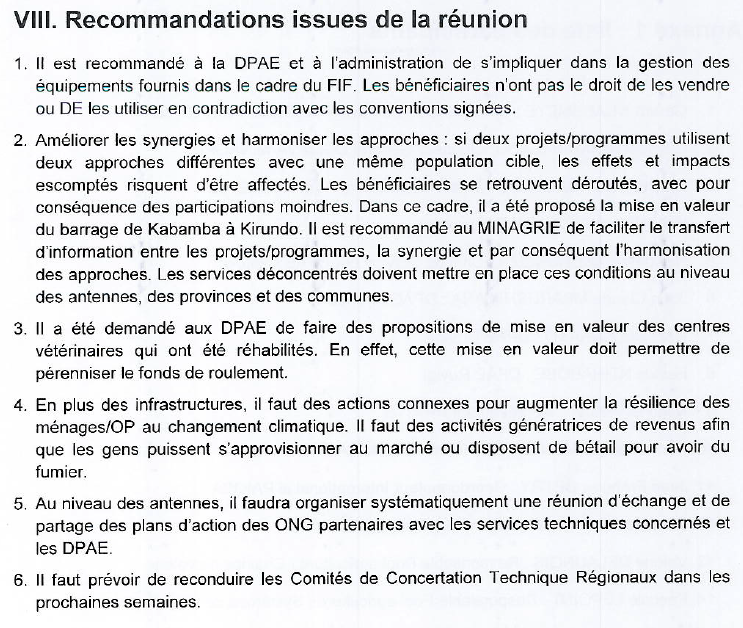 VIII. Recommandations issues de la réunion
1. Il est recommandé à la DPAE et à l'administration de s'impliquer dans la gestion des
équipements fournis dans le cadre du FIF. Les bénéficiaires n'ont pas le droit de les vendre
ou DE les utiliser en contradiction avec les conventions signées.
2. Améliorer les synergies et harmoniser les approches : si deux projets/programmes utilisent
deux approches différentes avec une même population cible, les effets et impacts
escomptés risquent d'être affectés. Les bénéficiaires se retrouvent déroutés, avec pour
conséquence des participations moindres. Dans ce cadre, il a été proposé la mise en valeur
du barrage de Kabamba à Kirundo. Il est recommandé au MINAGRIE de faciliter le transfert
d'information entre les projets/programmes, la synergie et par conséquent l'harmonisation
des approches. Les services déconcentrés doivent mettre en place ces conditions au niveau
des antennes, des provinces et des communes.
3. Il a été demandé aux DPAE de faire des propositions de mise en valeur des centres
vétérinaires qui ont été réhabilités. En effet, cette mise en valeur doit permettre de
pérenniser le fonds de roulement.
4. En plus des infrastructures, il faut des actions connexes pour augmenter la résilience des
ménages/OP au changement climatique. Il faut des activités génératrices de revenus afin
que les gens puissent s'approvisionner au marché ou disposent de bétail pour avoir du
fumier.
5. Au niveau des antennes, il faudra organiser systématiquement une réunion d'échange et de
partage des plans d'action des ONG partenaires avec les services techniques concernés et
les DPAE.
6. Il faut prévoir de reconduire les Comités de Concertation Technique Régionaux dans les
prochaines semaines.